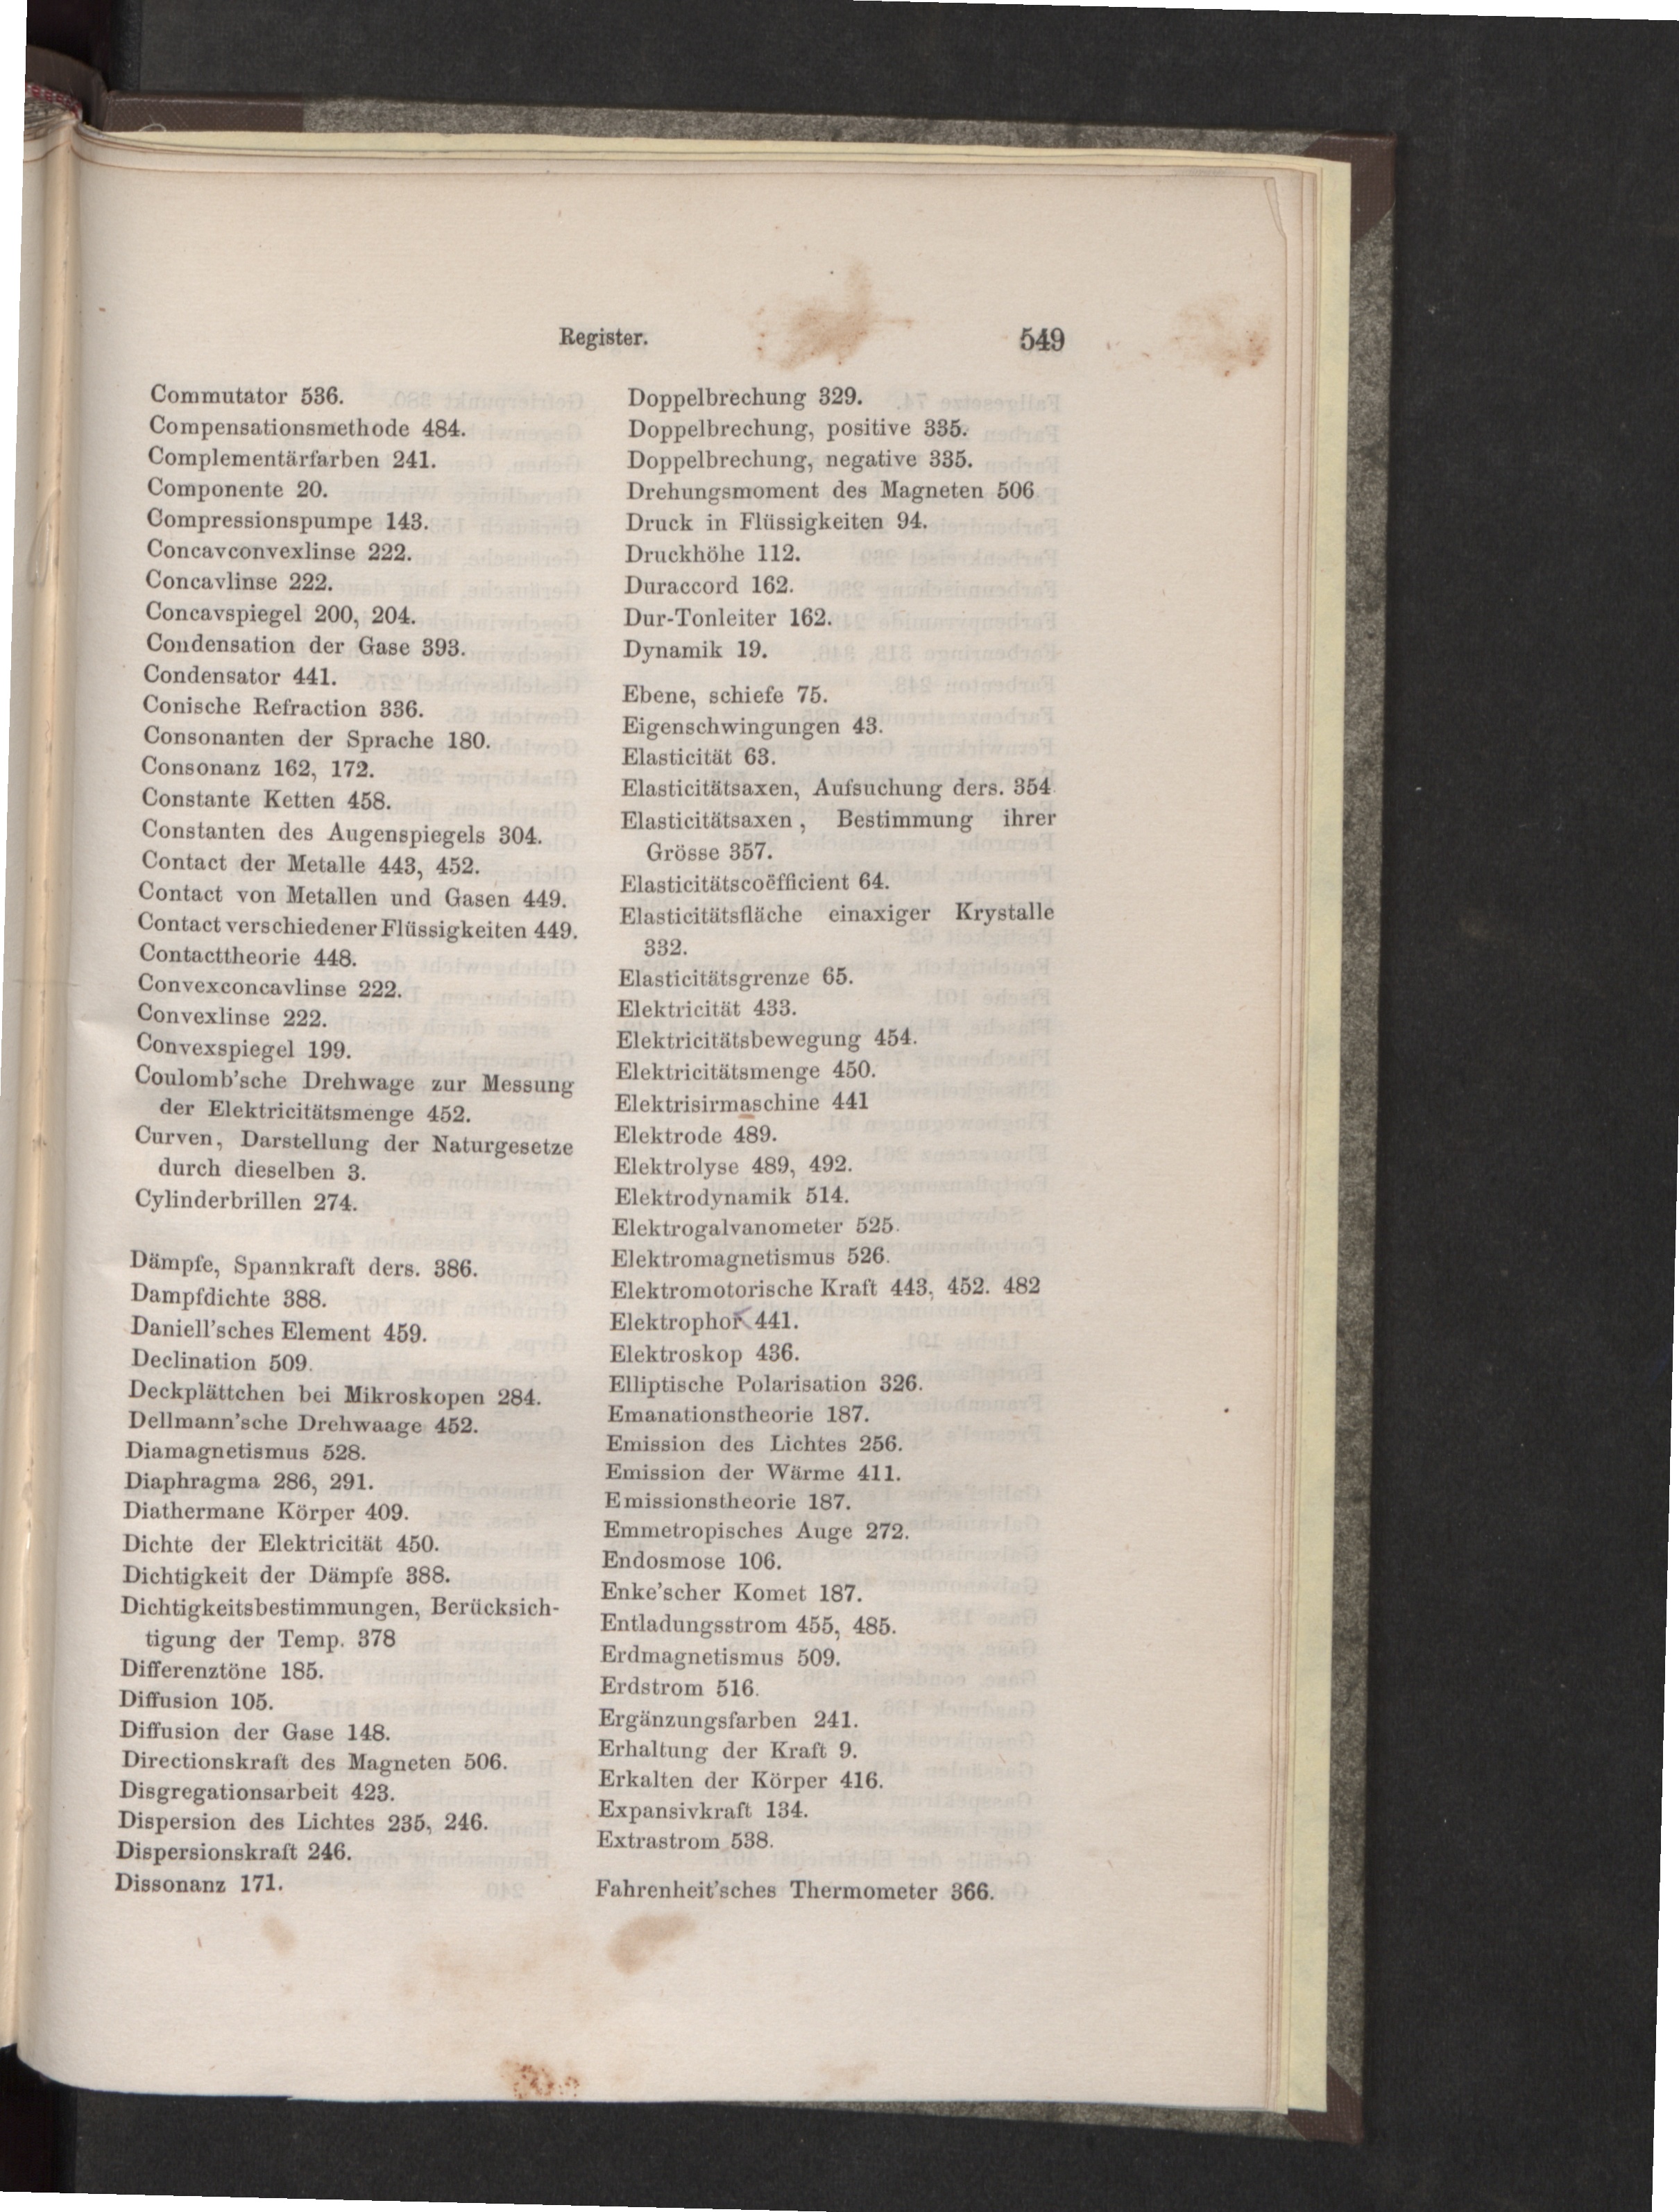 Register.
549
Commutator 536.
Compensationsmethode 484.
Complementärfarben 241.
Componente 20.
Compressionspumpe 143.
Concavconvexlinse 222.
Concavlinse 222.
Concavspiegel 200, 204.
Condensation der Gase 393.
Condensator 441.
Conische Refraction 336.
Consonanten der Sprache 180.
Consonanz 162, 172.
Constante Ketten 458.
Constanten des Augenspiegels 304.
Contact der Metalle 443, 452.
Contact von Metallen und Gasen 449.
Contact verschiedener Flüssigkeiten 449.
Contacttheorie 448.
Convexconcavlinse 222.
Convexlinse 222.
Convexspiegel 199.
Coulomb'sche Drehwage zur Messung
der Elektricitätsmenge 452.
Curven, Darstellung der Naturgesetze
durch dieselben 3.
Cylinderbrillen 274.
Dämpfe, Spannkraft ders. 386.
Dampfdichte 388.
Daniell'sches Element 459.
Declination 509.
Deckplättchen bei Mikroskopen 284.
Dellmann'sche Drehwaage 452.
Diamagnetismus 528.
Diaphragma 286, 291.
Diathermane Körper 409.
Dichte der Elektricität 450.
Dichtigkeit der Dämpfe 388.
Dichtigkeitsbestimmungen, Berücksich-
tigung der Temp. 378
Differenztöne 185.
Diffusion 105.
Diffusion der Gase 148.
Directionskraft des Magneten 506.
Disgregationsarbeit 423.
Dispersion des Lichtes 235, 246.
Dispersionskraft 246.
Dissonanz 171.
Doppelbrechung 329.
Doppelbrechung, positive 335.
Doppelbrechung, negative 335.
Drehungsmoment des Magneten 506
Druck in Flüssigkeiten 94.
Druckhöhe 112.
Duraccord 162.
Dur-Tonleiter 162.
Dynamik 19.
Ebene, schiefe 75.
Eigenschwingungen 43.
Elasticität 63.
Elasticitätsaxen, Aufsuchung ders. 354
Elasticitätsaxen, Bestimmung ihrer
Grösse 357.
Elasticitätscoëfficient 64.
Elasticitätsfläche einaxiger Krystalle
332.
Elasticitätsgrenze 65.
Elektricität 433.
Elektricitätsbewegung 454.
Elektricitätsmenge 450.
Elektrisirmaschine 441
Elektrode 489.
Elektrolyse 489, 492.
Elektrodynamik 514.
Elektrogalvanometer 525.
Elektromagnetismus 526.
Elektromotorische Kraft 443, 452. 482
Elektrophor 441.
Elektroskop 436.
Elliptische Polarisation 326.
Emanationstheorie 187.
Emission des Lichtes 256.
Emission der Wärme 411.
Emissionstheorie 187.
Emmetropisches Auge 272.
Endosmose 106.
Enke'scher Komet 187.
Entladungsstrom 455, 485.
Erdmagnetismus 509.
Erdstrom 516.
Ergänzungsfarben 241.
Erhaltung der Kraft 9.
Erkalten der Körper 416.
Expansivkraft 134.
Extrastrom 538.
Fahrenheit'sches Thermometer 366.